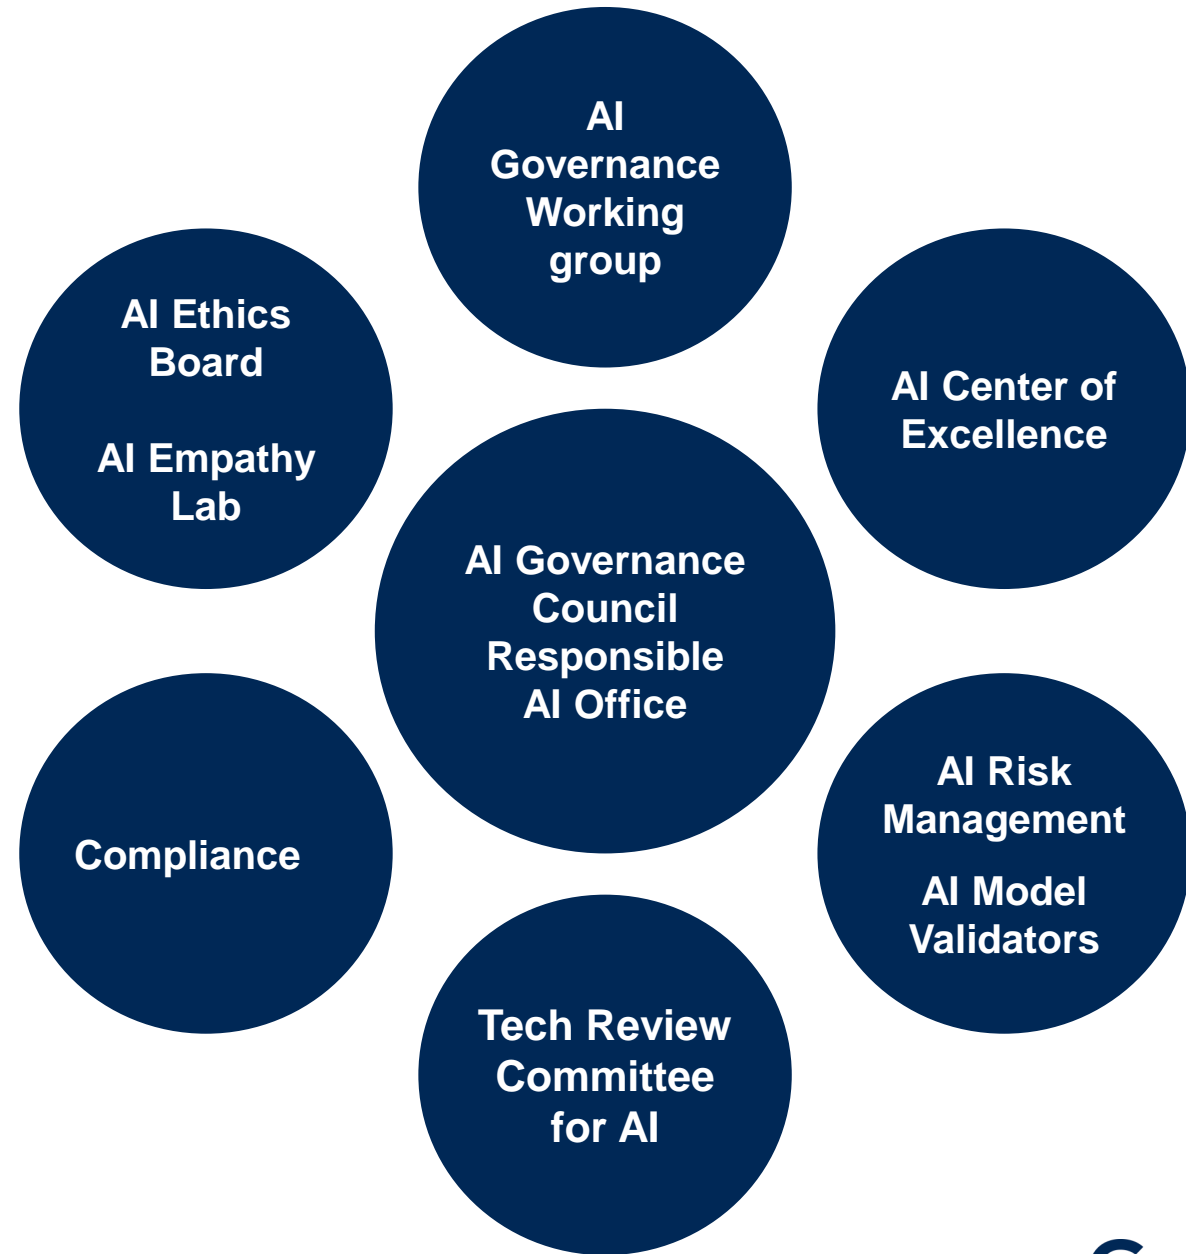 AI
Governance
Working
group
AI Ethics
Board
AI Empathy
Lab
AI Center of
Excellence
AI Governance
Council
Responsible
AI Office
Compliance
AI Risk
Management
AI Model
Validators
Tech Review
Committee
for AI